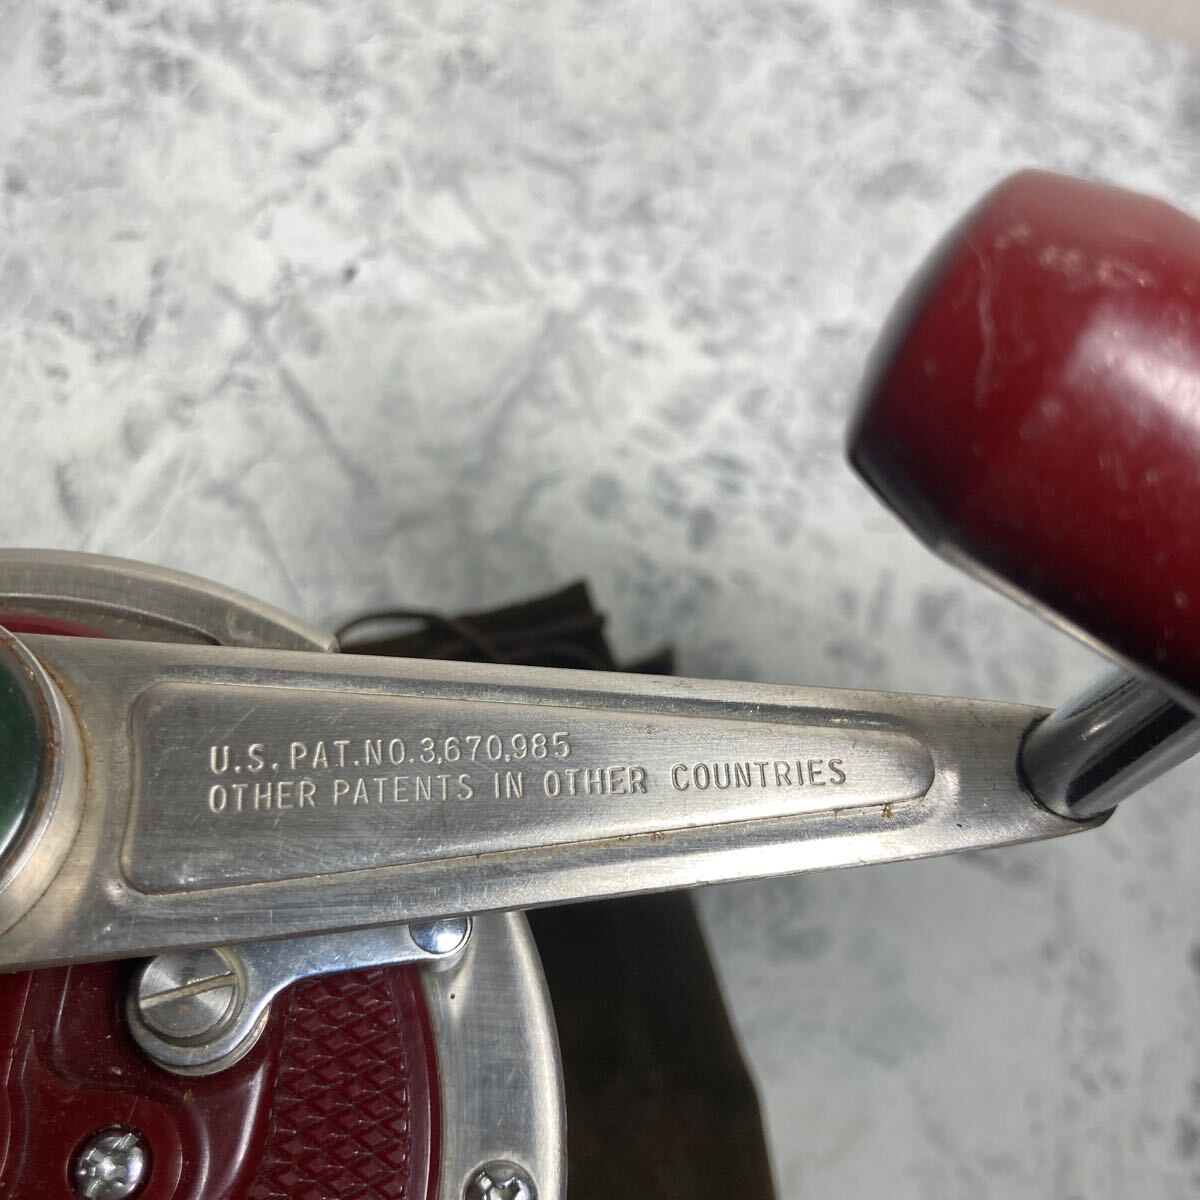 U.S. PAT.NO.3,670,985
OTHER PATENTS IN OTHER COUNTRIES